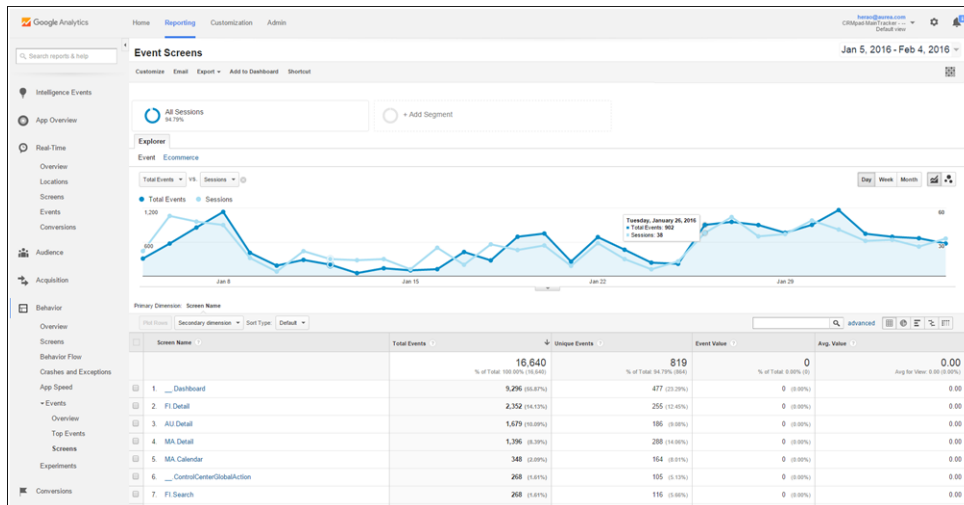 Google Analytics
Home Reporting Customization Admin
CRMpad-MainTracker - --
Default view
Search reports & help
Event Screens
Jan 5, 2016 - Feb 4, 2016
Customize Email Export Add to Dashboard Shortcut
Intelligence Events
App Overview
Real-Time
Overview
Locations
Screens
Events
Conversions
Audience
Acquisition
Behavior
Overview
Screens
Behavior Flow
Crashes and Exceptions
App Speed
Events
Overview
Top Events
Screens
Experiments
Conversions
All Sessions
94.79%
+ Add Segment
Explorer
Event Ecommerce
Total Events VS. Sessions
Day Week Month
Total Events Sessions
1,200 60
600 30
Tuesday, January 26, 2016
Total Events: 902
Sessions: 38
Jan 8 Jan 15 Jan 22 Jan 29
Primary Dimension: Screen Name
Plot Rows Secondary dimension Sort Type: Default advanced
Screen Name Total Events Unique Events Event Value Avg. Value
16,640 819 0 0.00
% of Total: 100.00% (16,640) % of Total: 94.79% (864) % of Total: 0.00% (0) Avg for View: 0.00 (0.00%)
1. __Dashboard 9,296 (55.87%) 477 (23.29%) 0 (0.00%) 0.00
2. FI.Detail 2,352 (14.13%) 255 (12.45%) 0 (0.00%) 0.00
3. AU.Detail 1,679 (10.09%) 186 (9.08%) 0 (0.00%) 0.00
4. MA.Detail 1,396 (8.39%) 288 (14.06%) 0 (0.00%) 0.00
5. MA.Calendar 348 (2.09%) 164 (8.01%) 0 (0.00%) 0.00
6. __ControlCenterGlobalAction 268 (1.61%) 105 (5.13%) 0 (0.00%) 0.00
7. FI.Search 268 (1.61%) 116 (5.66%) 0 (0.00%) 0.00